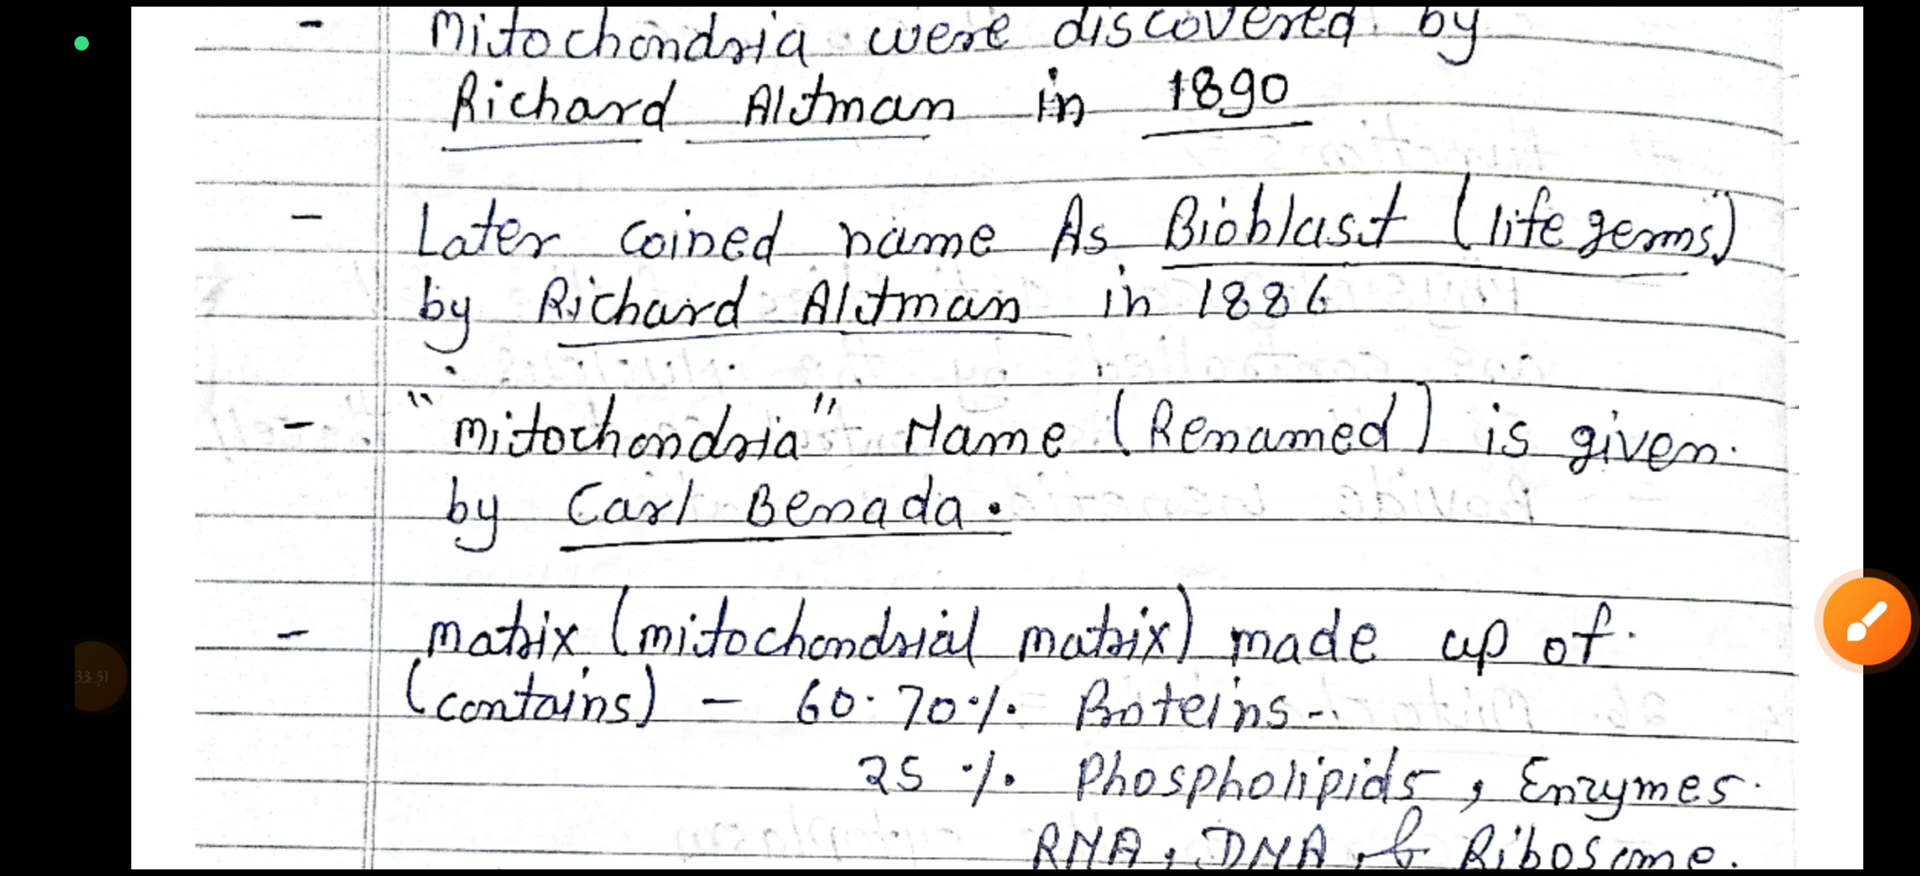 - Mitochondria were discovered by
Richard Altman in 1890
- Later coined name As Bioblast (life germs)
by Richard Altman in 1886
- "mitochondria" Name (Renamed) is given.
by Carl Benada.
- matrix (mitochondrial matrix) made up of.
(contains) - 60.70%. Proteins -.
25 %. Phospholipids, Enzymes.
RNA, DNA, & Ribosome.
33:51